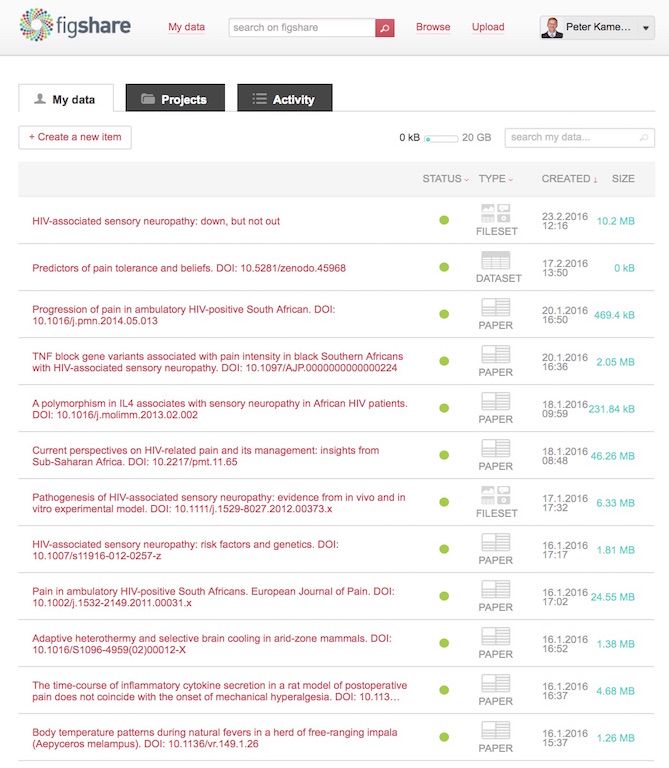 figshare
My data
search on figshare
Browse
Upload
Peter Kame...
My data
Projects
Activity
+ Create a new item
0 kB
20 GB
search my data...
STATUS
TYPE
CREATED ↓
SIZE
HIV-associated sensory neuropathy: down, but not out
FILESET
23.2.2016
12:16
10.2 MB
Predictors of pain tolerance and beliefs. DOI: 10.5281/zenodo.45968
DATASET
17.2.2016
13:50
0 kB
Progression of pain in ambulatory HIV-positive South African. DOI:
10.1016/j.pmn.2014.05.013
PAPER
20.1.2016
16:50
469.4 kB
TNF block gene variants associated with pain intensity in black Southern Africans
with HIV-associated sensory neuropathy. DOI: 10.1097/AJP.0000000000000224
PAPER
20.1.2016
16:36
2.05 MB
A polymorphism in IL4 associates with sensory neuropathy in African HIV patients.
DOI: 10.1016/j.molimm.2013.02.002
PAPER
18.1.2016
09:59
231.84 kB
Current perspectives on HIV-related pain and its management: insights from
Sub-Saharan Africa. DOI: 10.2217/pmt.11.65
PAPER
18.1.2016
08:48
46.26 MB
Pathogenesis of HIV-associated sensory neuropathy: evidence from in vivo and in
vitro experimental model. DOI: 10.1111/j.1529-8027.2012.00373.x
FILESET
17.1.2016
17:32
6.33 MB
HIV-associated sensory neuropathy: risk factors and genetics. DOI:
10.1007/s11916-012-0257-z
PAPER
16.1.2016
17:17
1.81 MB
Pain in ambulatory HIV-positive South Africans. European Journal of Pain. DOI:
10.1002/j.1532-2149.2011.00031.x
PAPER
16.1.2016
17:02
24.55 MB
Adaptive heterothermy and selective brain cooling in arid-zone mammals. DOI:
10.1016/S1096-4959(02)00012-X
PAPER
16.1.2016
16:52
1.38 MB
The time-course of inflammatory cytokine secretion in a rat model of postoperative
pain does not coincide with the onset of mechanical hyperalgesia. DOI: 10.113...
PAPER
16.1.2016
16:37
4.68 MB
Body temperature patterns during natural fevers in a herd of free-ranging impala
(Aepyceros melampus). DOI: 10.1136/vr.149.1.26
PAPER
16.1.2016
15:37
1.26 MB